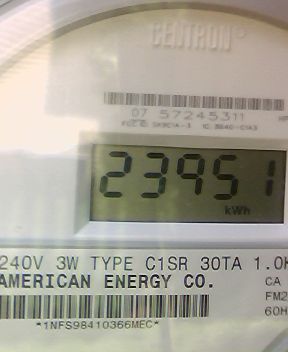 CENTRON®
07 57245311
23951
kWh
240V 3W TYPE C1SR 30TA 1.0K
AMERICAN ENERGY CO.
CA
FM2
60H
*1NFS98410366MEC*